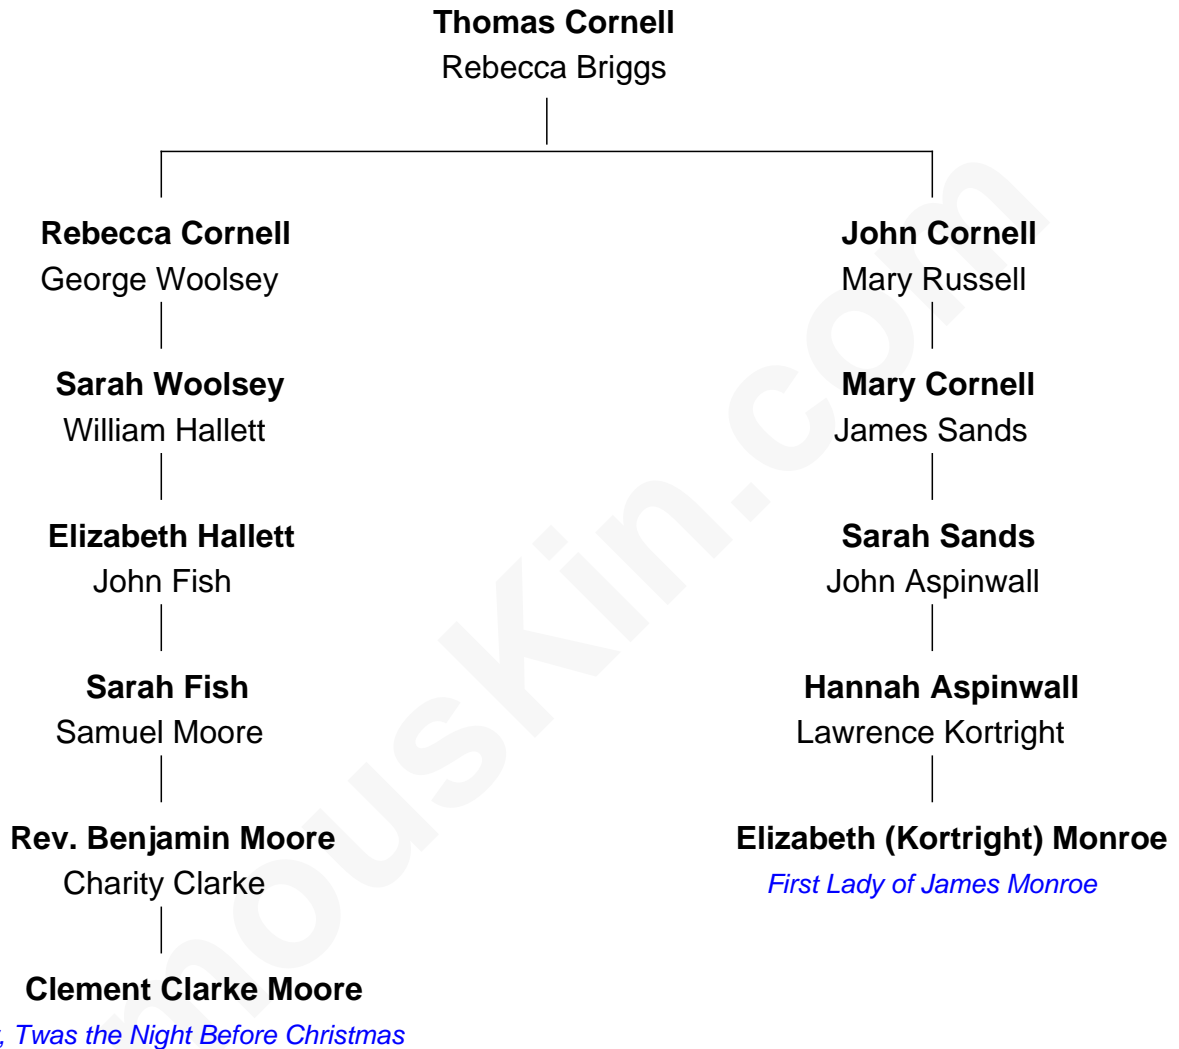 Thomas Cornell
Rebecca Briggs
Rebecca Cornell
George Woolsey
Sarah Woolsey
William Hallett
Elizabeth Hallett
John Fish
Sarah Fish
Samuel Moore
Rev. Benjamin Moore
Charity Clarke
Clement Clarke Moore
, Twas the Night Before Christmas
John Cornell
Mary Russell
Mary Cornell
James Sands
Sarah Sands
John Aspinwall
Hannah Aspinwall
Lawrence Kortright
Elizabeth (Kortright) Monroe
First Lady of James Monroe
mousKin.com